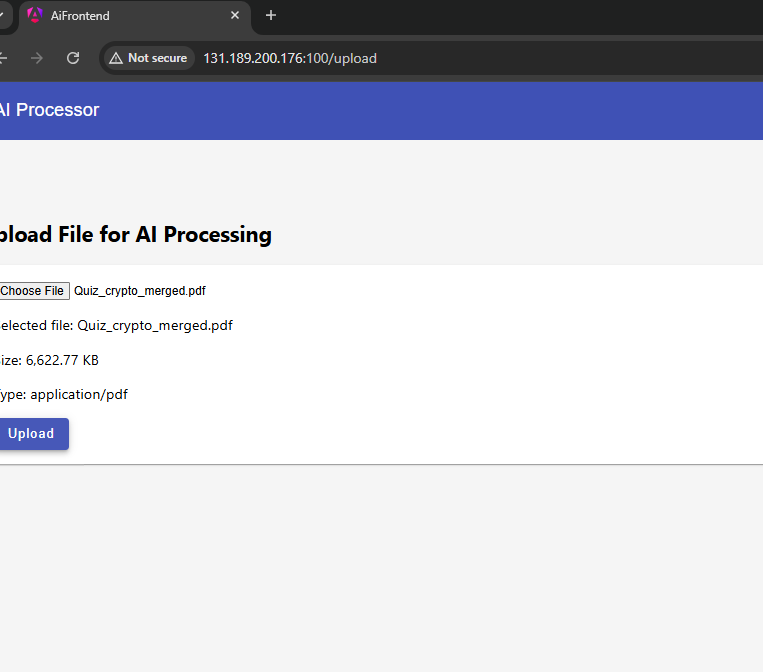 AiFrontend
Not secure 131.189.200.176:100/upload
AI Processor
pload File for AI Processing
Choose File Quiz_crypto_merged.pdf
elected file: Quiz_crypto_merged.pdf
ize: 6,622.77 KB
ype: application/pdf
Upload